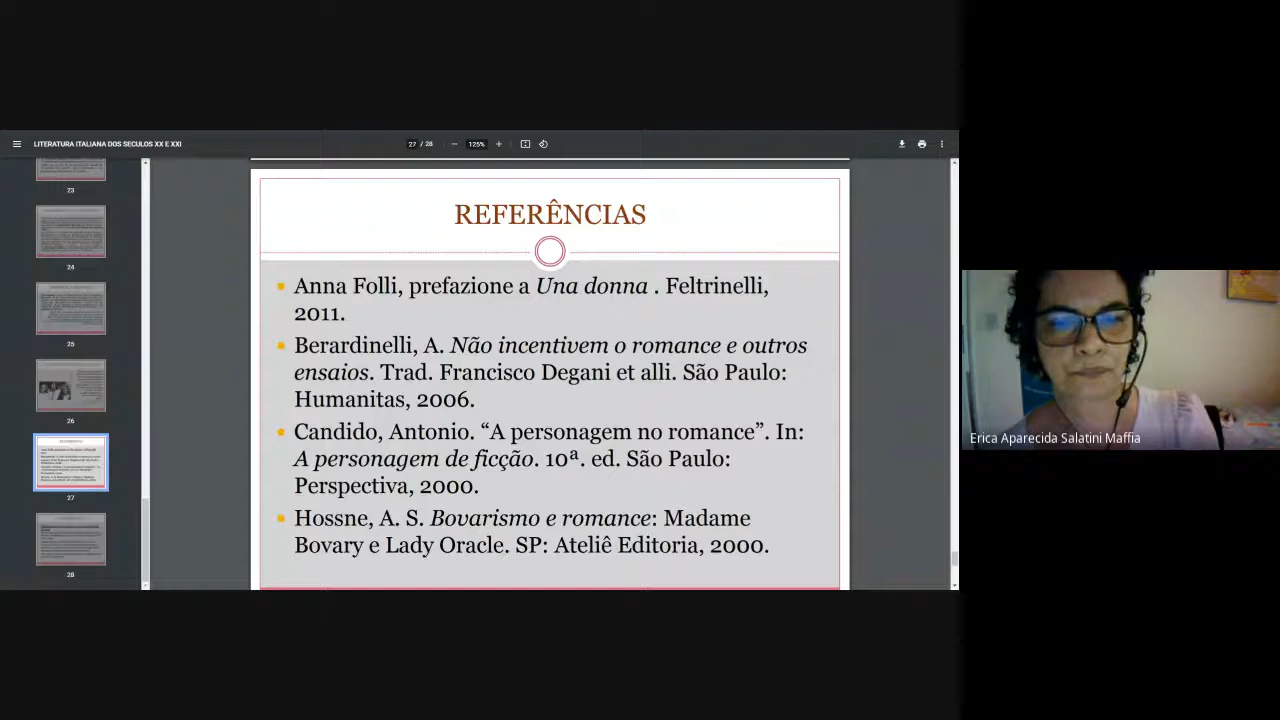 LITERATURA ITALIANA DOS SECULOS XX E XXI
27 / 28
125%
23
24
25
26
27
28
REFERÊNCIAS
Anna Folli, prefazione a Una donna . Feltrinelli,
2011.
Berardinelli, A. Não incentivem o romance e outros
ensaios. Trad. Francisco Degani et alli. São Paulo:
Humanitas, 2006.
Candido, Antonio. “A personagem no romance”. In:
A personagem de ficção. 10ª. ed. São Paulo:
Perspectiva, 2000.
Hossne, A. S. Bovarismo e romance: Madame
Bovary e Lady Oracle. SP: Ateliê Editoria, 2000.
Erica Aparecida Salatini Maffia